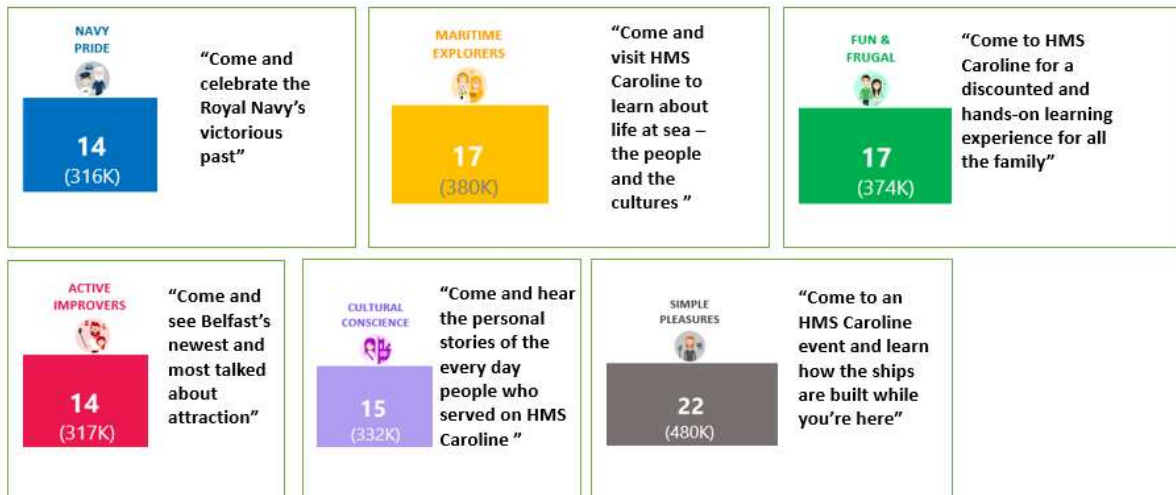 NAVY
PRIDE
14
(316K)
“Come and
celebrate the
Royal Navy’s
victorious
past”
MARITIME
EXPLORERS
17
(380K)
“Come and
visit HMS
Caroline to
learn about
life at sea –
the people
and the
cultures ”
FUN &
FRUGAL
17
(374K)
“Come to HMS
Caroline for a
discounted and
hands-on learning
experience for all
the family”
ACTIVE
IMPROVERS
14
(317K)
“Come and
see Belfast’s
newest and
most talked
about
attraction”
CULTURAL
CONSCIENCE
15
(332K)
“Come and hear
the personal
stories of the
every day
people who
served on HMS
Caroline ”
SIMPLE
PLEASURES
22
(480K)
“Come to an
HMS Caroline
event and learn
how the ships
are built while
you’re here”